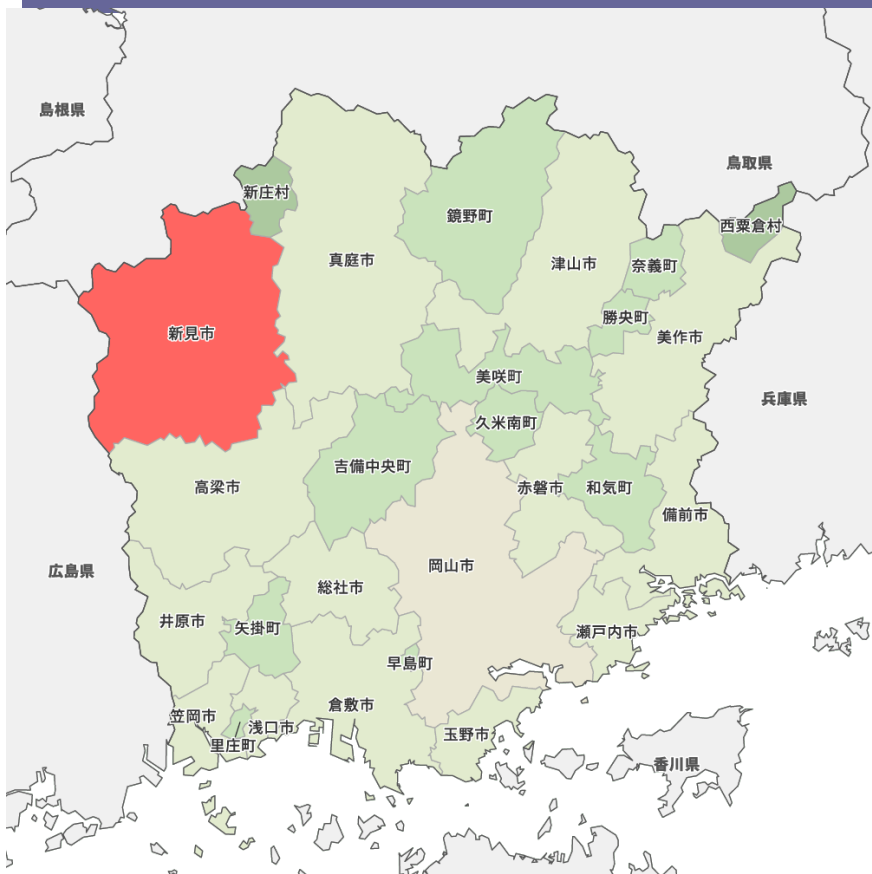 島根県
鳥取県
新庄村
西粟倉村
鏡野町
真庭市
津山市
奈義町
勝央町
新見市
美作市
美咲町
兵庫県
久米南町
吉備中央町
高梁市
赤磐市
和気町
備前市
岡山市
広島県
総社市
井原市
矢掛町
瀬戸内市
早島町
倉敷市
笠岡市
浅口市
玉野市
里庄町
香川県